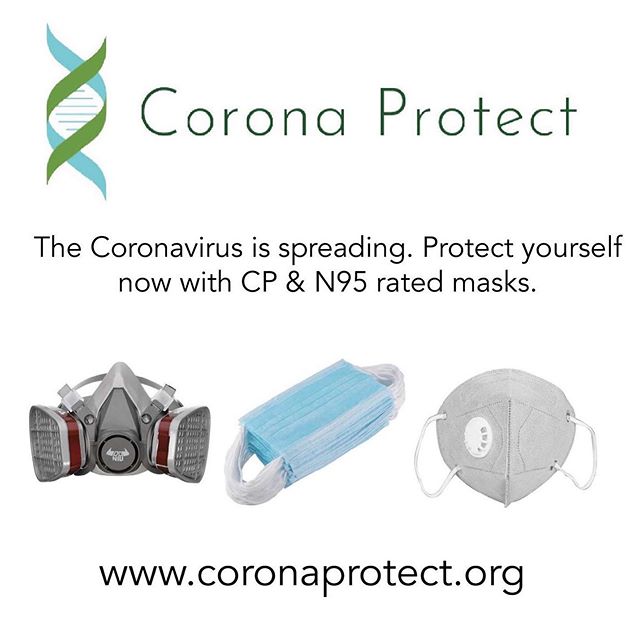 Corona Protect
The Coronavirus is spreading. Protect yourself
now with CP & N95 rated masks.
www.coronaprotect.org